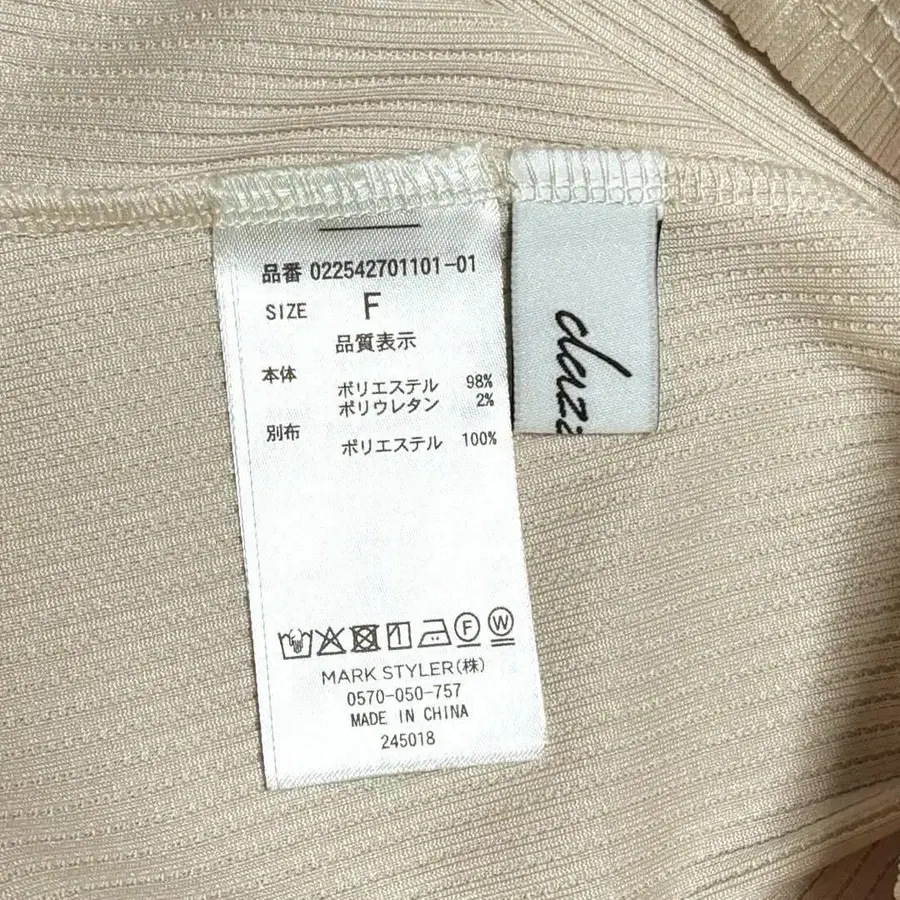 品番 022542701101-01
SIZE F
品質表示
本体
ポリエステル 98%
ポリウレタン 2%
別布
ポリエステル 100%
F W
MARK STYLER(株)
0570-050-757
MADE IN CHINA
245018
dazz